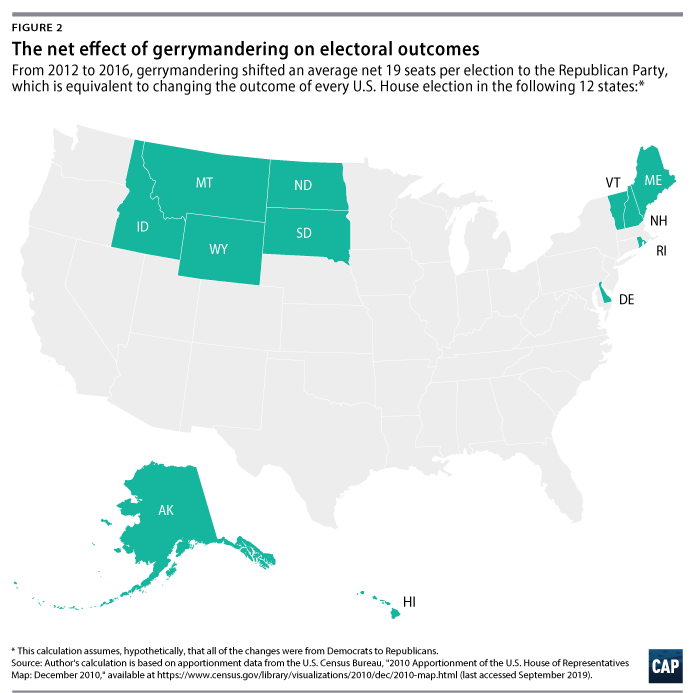 FIGURE 2
The net effect of gerrymandering on electoral outcomes
From 2012 to 2016, gerrymandering shifted an average net 19 seats per election to the Republican Party,
which is equivalent to changing the outcome of every U.S. House election in the following 12 states:*
MT
ND
VT
ME
ID
SD
NH
WY
RI
DE
AK
HI
* This calculation assumes, hypothetically, that all of the changes were from Democrats to Republicans.
Source: Author's calculation is based on apportionment data from the U.S. Census Bureau, "2010 Apportionment of the U.S. House of Representatives
Map: December 2010," available at https://www.census.gov/library/visualizations/2010/dec/2010-map.html (last accessed September 2019).
CAP